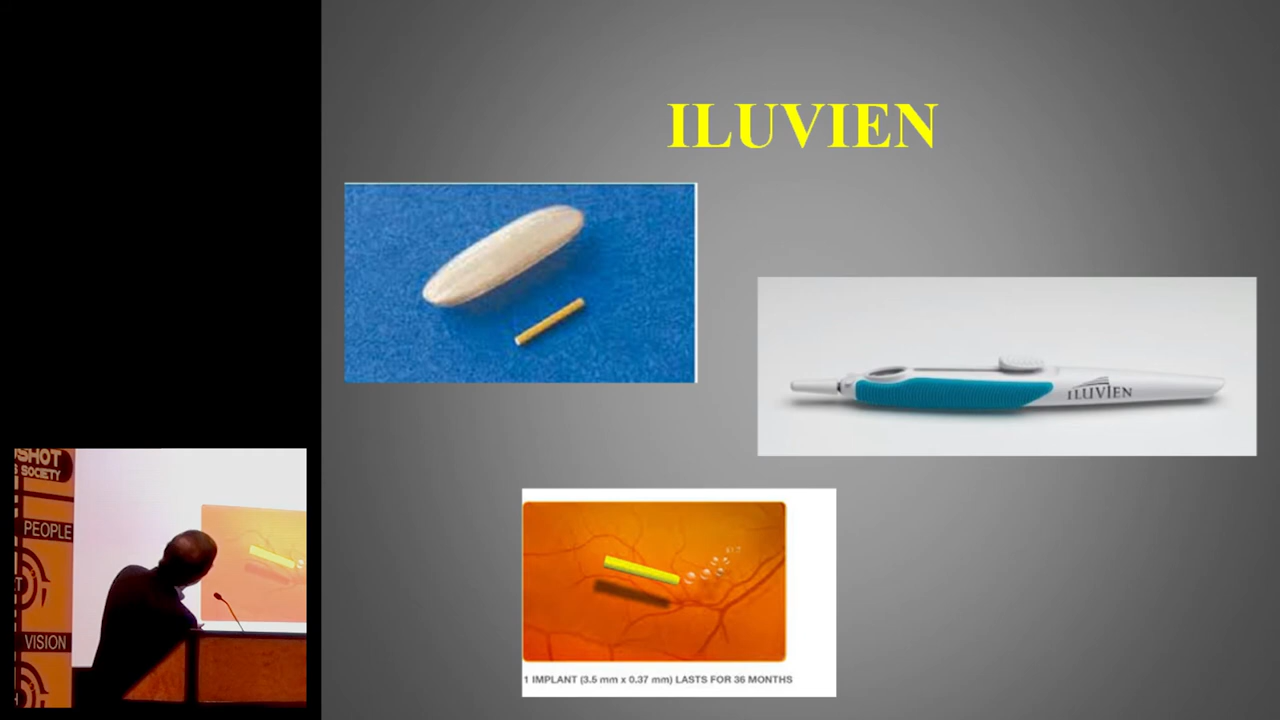 ILUVIEN
ILUVIEN
1 IMPLANT (3.5 mm x 0.37 mm) LASTS FOR 36 MONTHS
SHOT
SOCIETY
PEOPLE
VISION